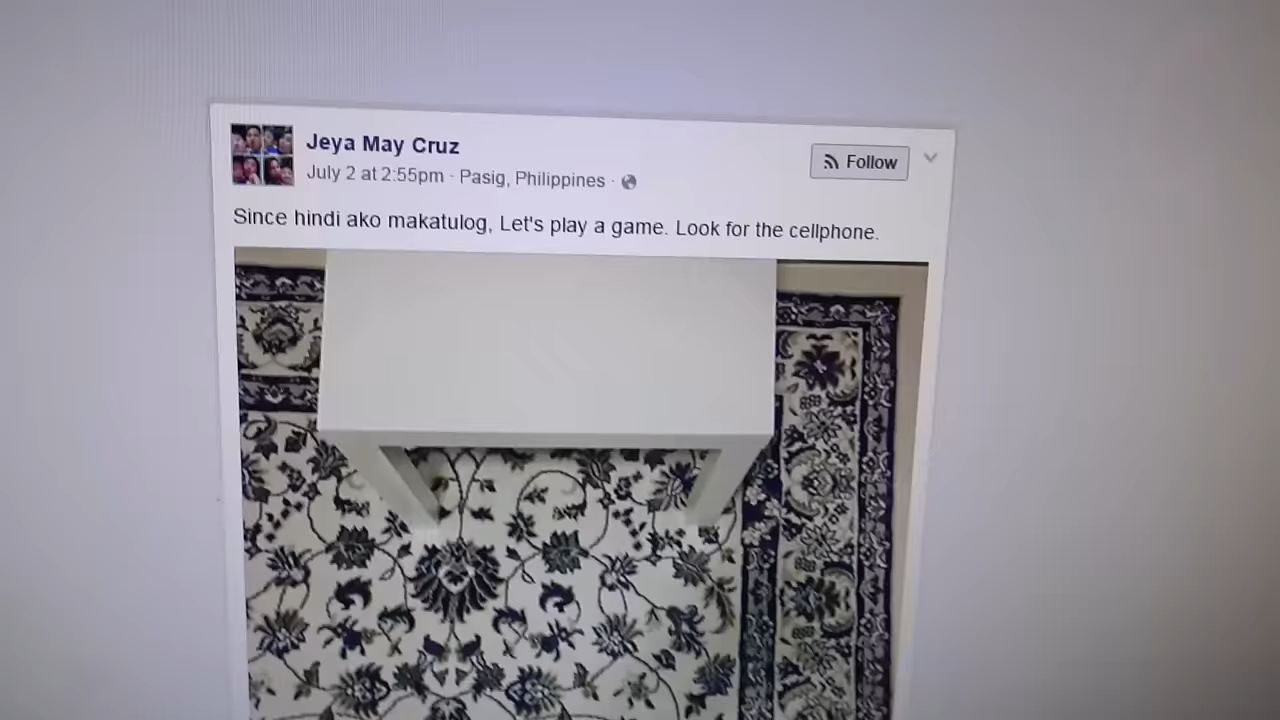 Jeya May Cruz
July 2 at 2:55pm · Pasig, Philippines ·
Follow
Since hindi ako makatulog, Let's play a game. Look for the cellphone.